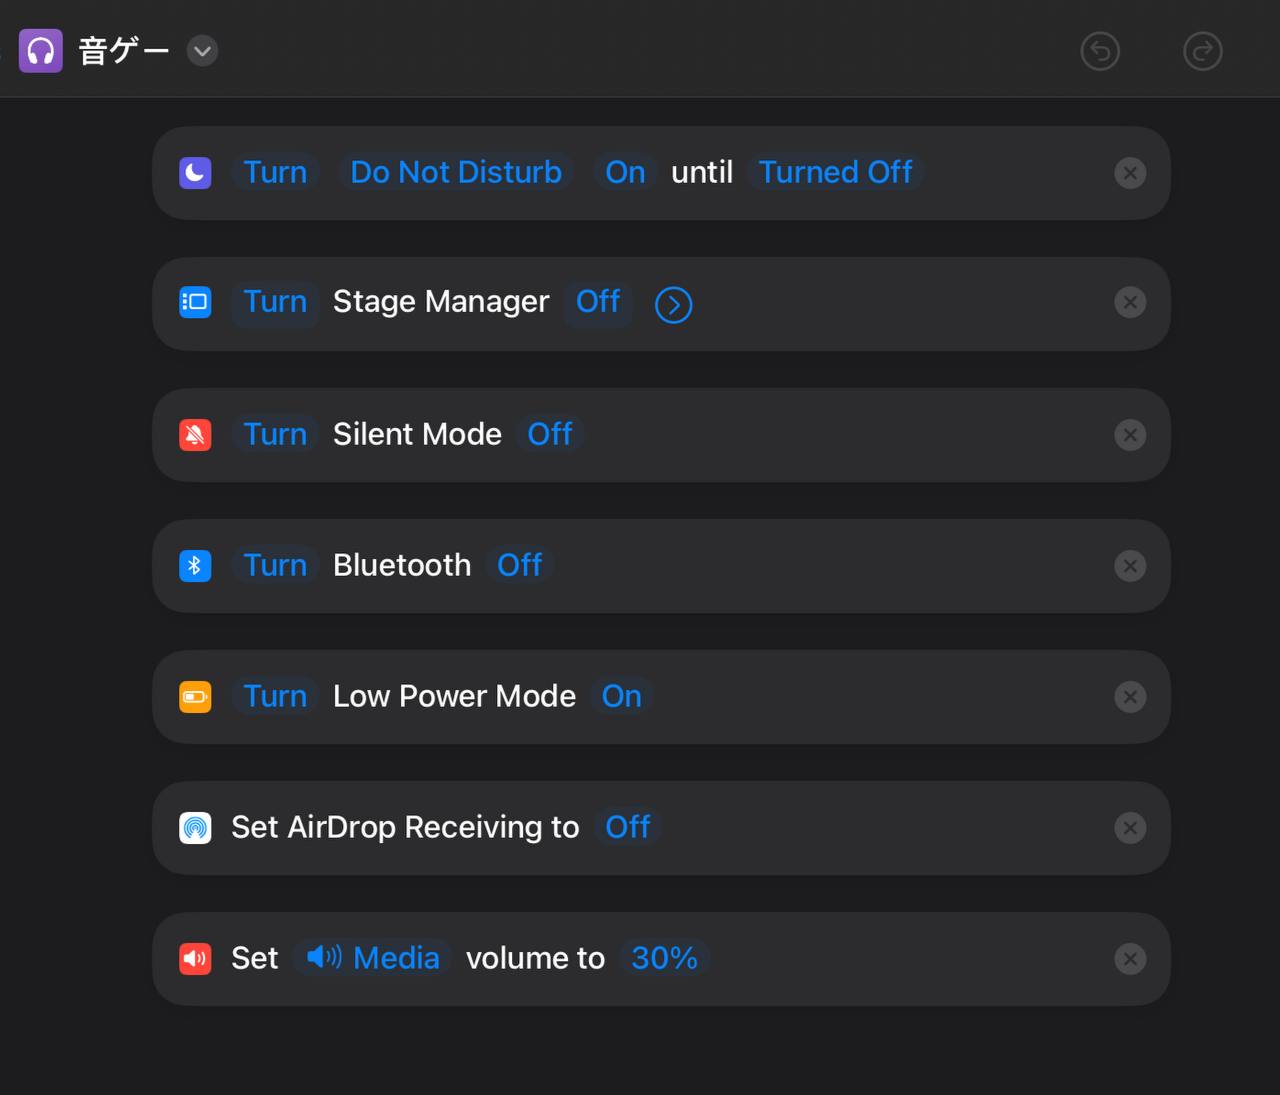 音ゲー
Turn Do Not Disturb On until Turned Off
Turn Stage Manager Off
Turn Silent Mode Off
Turn Bluetooth Off
Turn Low Power Mode On
Set AirDrop Receiving to Off
Set Media volume to 30%